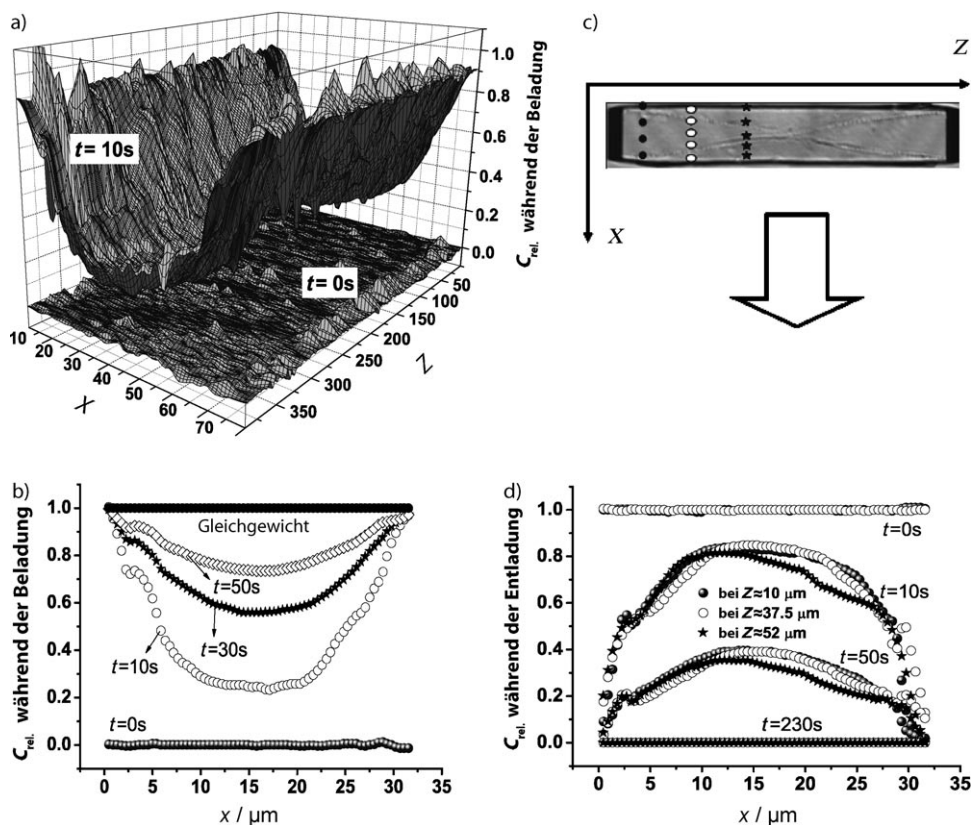 a)
1.0
0.8
0.6
0.4
0.2
0.0
C rel. während der Beladung
t = 10s
t = 0s
50
100
150
200
250
300
350
Z
10
20
30
40
50
60
70
X
c)
Z
X
b)
C rel. während der Beladung
1.0
0.8
0.6
0.4
0.2
0.0
Gleichgewicht
t=50s
t=30s
t=10s
t=0s
0 5 10 15 20 25 30 35
x / µm
d)
C rel. während der Entladung
1.0
0.8
0.6
0.4
0.2
0.0
t=0s
t=10s
bei Z≈10 µm
bei Z≈37.5 µm
bei Z≈52 µm
t=50s
t=230s
0 5 10 15 20 25 30 35
x / µm